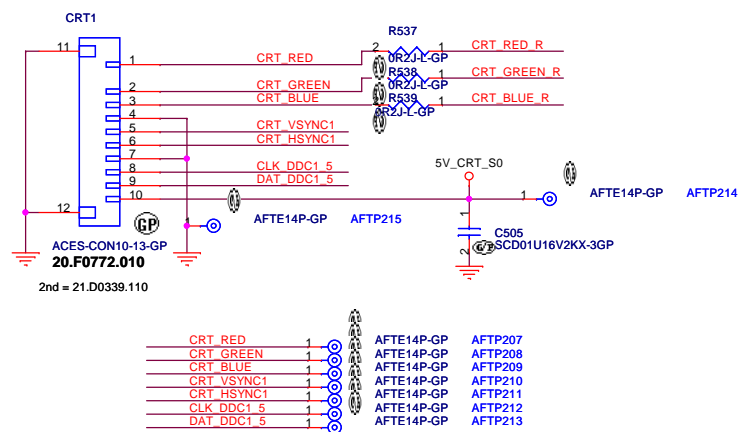 CRT1
R537
11
1 CRT_RED 2 1 CRT_RED_R
0R2J-L-GP
R538
2 CRT_GREEN 1 CRT_GREEN_R
0R2J-L-GP
3 CRT_BLUE R539 1 CRT_BLUE_R
0R2J-L-GP
4
5 CRT_VSYNC1
6 CRT_HSYNC1
7
8 CLK_DDC1_5 5V_CRT_S0
9 DAT_DDC1_5
10 1 AFTE14P-GP AFTP214
12
GP 1 AFTE14P-GP AFTP215
1 C505
2 SCD01U16V2KX-3GP
ACES-CON10-13-GP
20.F0772.010
2nd = 21.D0339.110
CRT_RED 1 AFTE14P-GP AFTP207
CRT_GREEN 1 AFTE14P-GP AFTP208
CRT_BLUE 1 AFTE14P-GP AFTP209
CRT_VSYNC1 1 AFTE14P-GP AFTP210
CRT_HSYNC1 1 AFTE14P-GP AFTP211
CLK_DDC1_5 1 AFTE14P-GP AFTP212
DAT_DDC1_5 1 AFTE14P-GP AFTP213